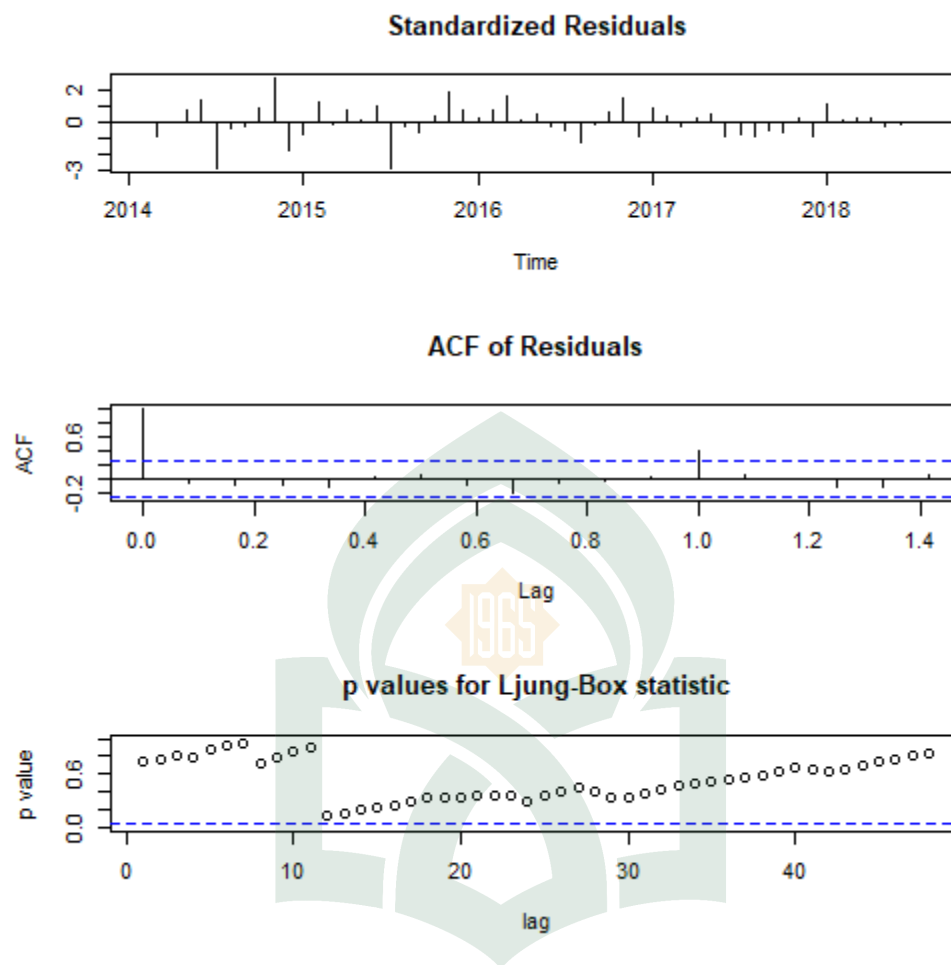 Standardized Residuals
2
0
-3
2014 2015 2016 2017 2018
Time
ACF of Residuals
ACF
0.6
-0.2
0.0 0.2 0.4 0.6 0.8 1.0 1.2 1.4
Lag
1965
p values for Ljung-Box statistic
p value
0.6
0.0
0 10 20 30 40
lag